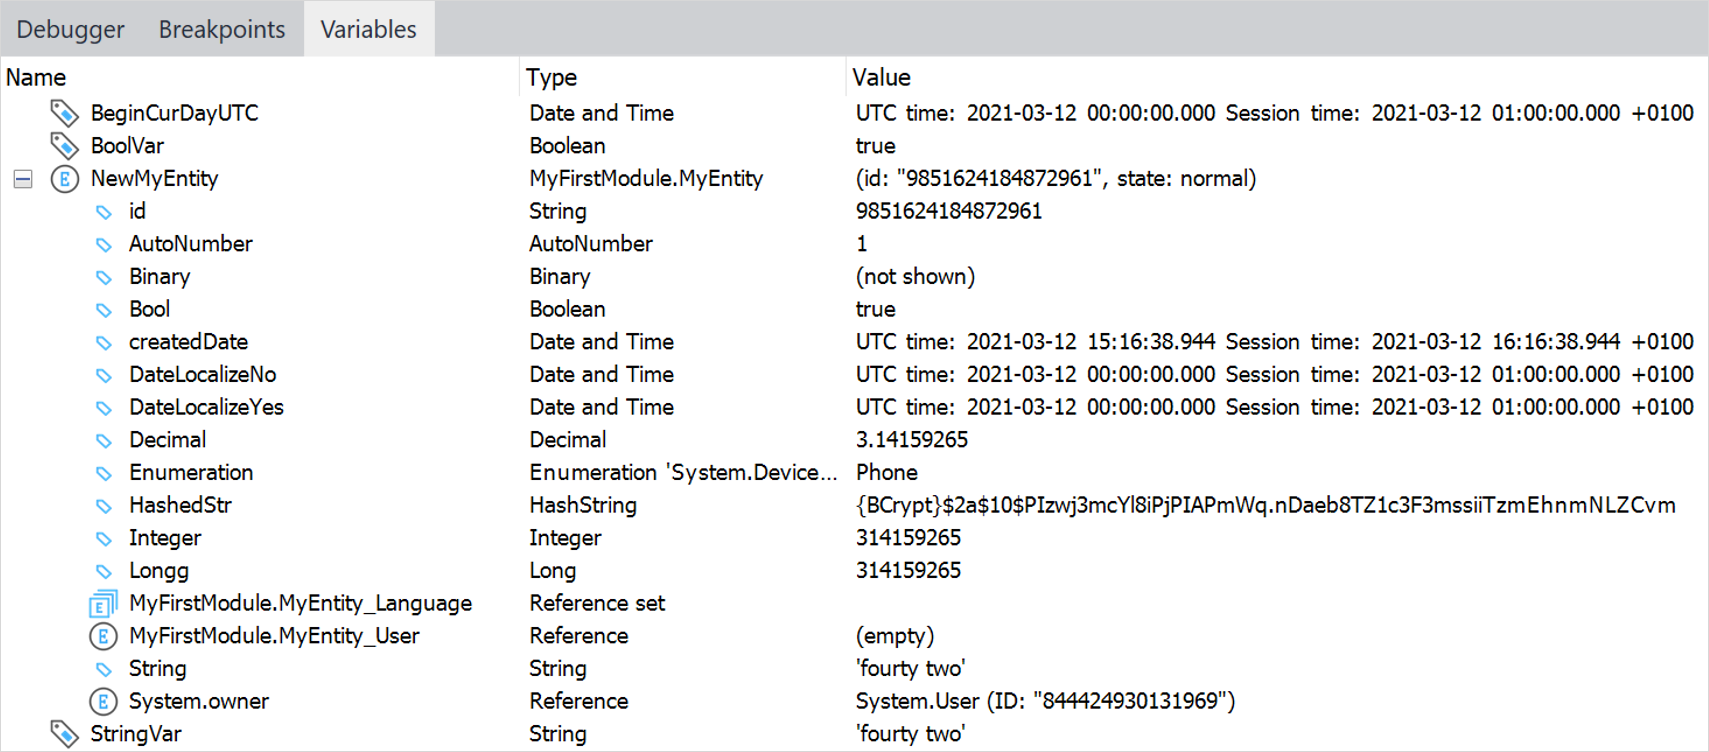 Debugger Breakpoints Variables
Name Type Value
BeginCurDayUTC Date and Time UTC time: 2021-03-12 00:00:00.000 Session time: 2021-03-12 01:00:00.000 +0100
BoolVar Boolean true
E NewMyEntity MyFirstModule.MyEntity (id: "9851624184872961", state: normal)
id String 9851624184872961
AutoNumber AutoNumber 1
Binary Binary (not shown)
Bool Boolean true
createdDate Date and Time UTC time: 2021-03-12 15:16:38.944 Session time: 2021-03-12 16:16:38.944 +0100
DateLocalizeNo Date and Time UTC time: 2021-03-12 00:00:00.000 Session time: 2021-03-12 01:00:00.000 +0100
DateLocalizeYes Date and Time UTC time: 2021-03-12 00:00:00.000 Session time: 2021-03-12 01:00:00.000 +0100
Decimal Decimal 3.14159265
Enumeration Enumeration 'System.Device... Phone
HashedStr HashString {BCrypt}$2a$10$PIzwj3mcYl8iPjPIAPmWq.nDaeb8TZ1c3F3mssiiTzmEhnmNLZCvm
Integer Integer 314159265
Longg Long 314159265
E MyFirstModule.MyEntity_Language Reference set
E MyFirstModule.MyEntity_User Reference (empty)
String String 'fourty two'
E System.owner Reference System.User (ID: "844424930131969")
StringVar String 'fourty two'